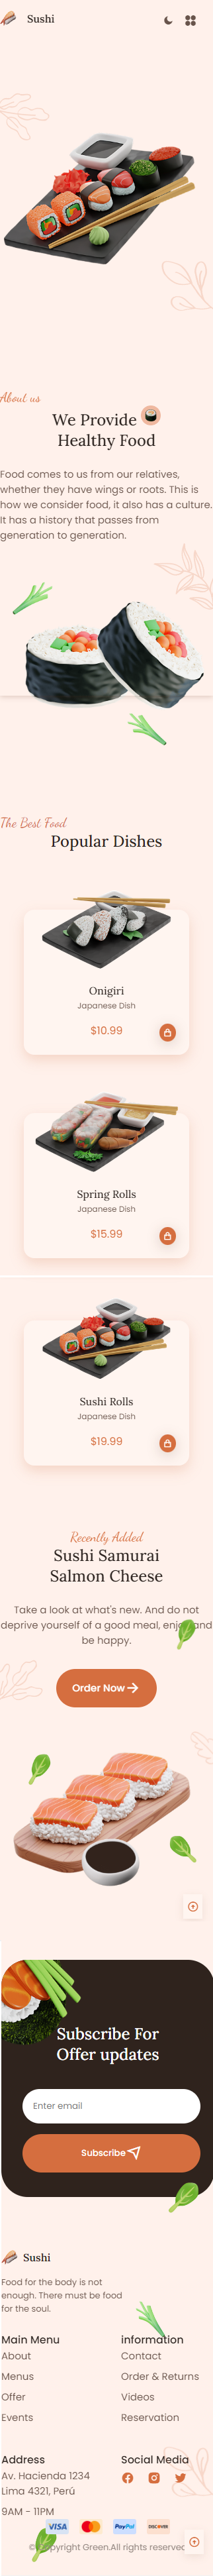 Sushi
About us
We Provide
Healthy Food
Food comes to us from our relatives,
whether they have wings or roots. This is
how we consider food, it also has a culture.
It has a history that passes from
generation to generation.
The Best Food
Popular Dishes
Onigiri
Japanese Dish
$10.99
Spring Rolls
Japanese Dish
$15.99
Sushi Rolls
Japanese Dish
$19.99
Recently Added
Sushi Samurai
Salmon Cheese
Take a look at what's new. And do not
deprive yourself of a good meal, enjoy and
be happy.
Order Now
Subscribe For
Offer updates
Enter email
Subscribe
Sushi
Food for the body is not
enough. There must be food
for the soul.
Main Menu
About
Menus
Offer
Events
information
Contact
Order & Returns
Videos
Reservation
Address
Av. Hacienda 1234
Lima 4321, Perú
9AM - 11PM
Social Media
VISA
PayPal
DISCOVER
© Copyright Green.All rights reserved